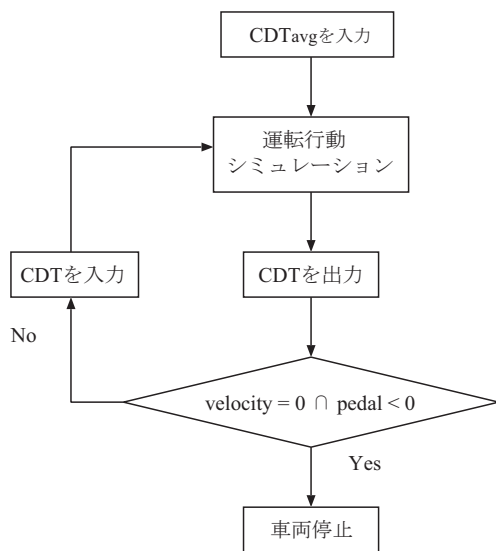 CDTavgを入力
運転行動
シミュレーション
CDTを入力
CDTを出力
No
velocity = 0 ∩ pedal < 0
Yes
車両停止